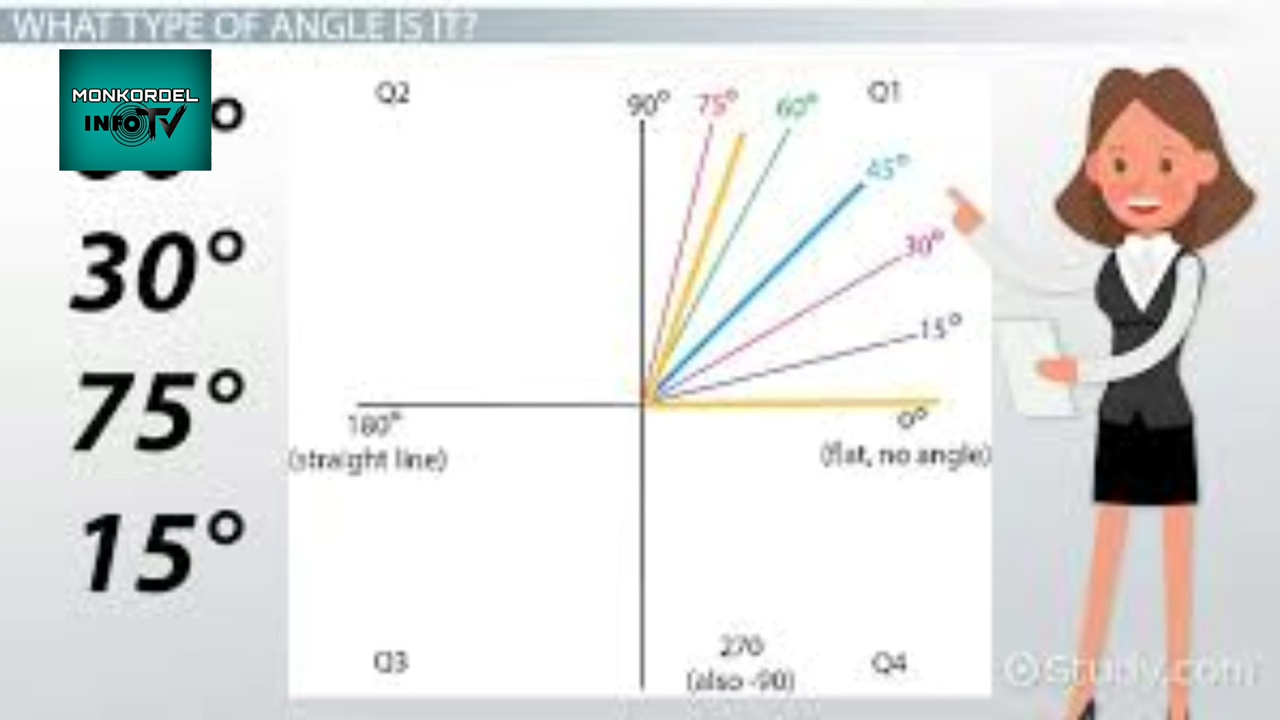 WHAT TYPE OF ANGLE IS IT?
MONKORDEL
INFO TV
30°
75°
15°
Q2
90°
75°
60°
Q1
45°
30°
15°
180°
(straight line)
0°
(flat, no angle)
Q3
270
(also -90)
Q4
Study.com